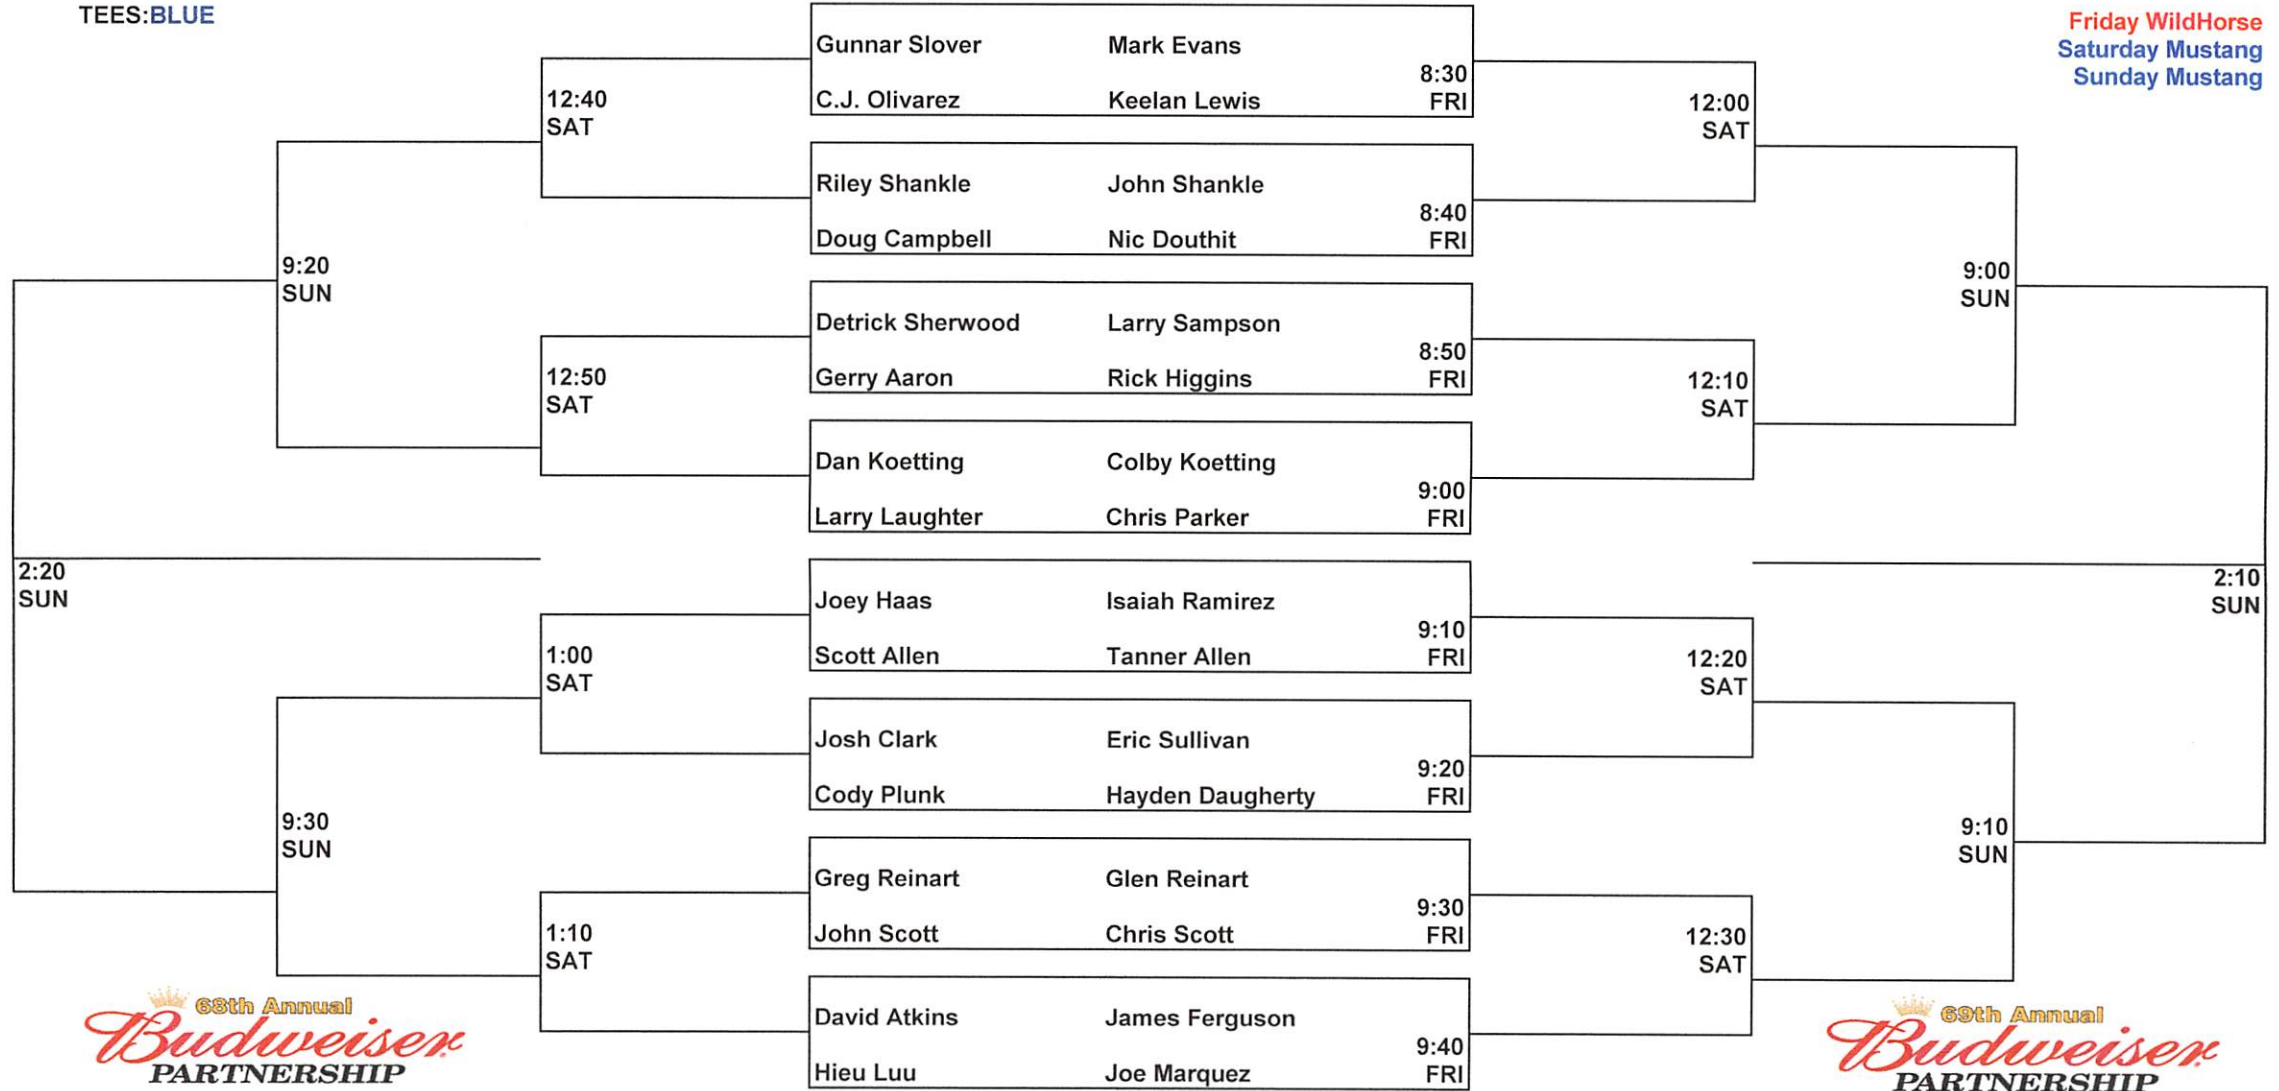 TEES:BLUE
Friday WildHorse
Saturday Mustang
Sunday Mustang
Gunnar Slover Mark Evans
8:30
C.J. Olivarez Keelan Lewis FRI
12:40
SAT
12:00
SAT
Riley Shankle John Shankle
8:40
Doug Campbell Nic Douthit FRI
9:20
SUN
9:00
SUN
Detrick Sherwood Larry Sampson
8:50
Gerry Aaron Rick Higgins FRI
12:50
SAT
12:10
SAT
Dan Koetting Colby Koetting
9:00
Larry Laughter Chris Parker FRI
2:20
SUN
2:10
SUN
Joey Haas Isaiah Ramirez
9:10
Scott Allen Tanner Allen FRI
1:00
SAT
12:20
SAT
Josh Clark Eric Sullivan
9:20
Cody Plunk Hayden Daugherty FRI
9:30
SUN
9:10
SUN
Greg Reinart Glen Reinart
9:30
John Scott Chris Scott FRI
1:10
SAT
12:30
SAT
David Atkins James Ferguson
9:40
Hieu Luu Joe Marquez FRI
68th Annual
Budweiser
PARTNERSHIP
69th Annual
Budweiser
PARTNERSHIP